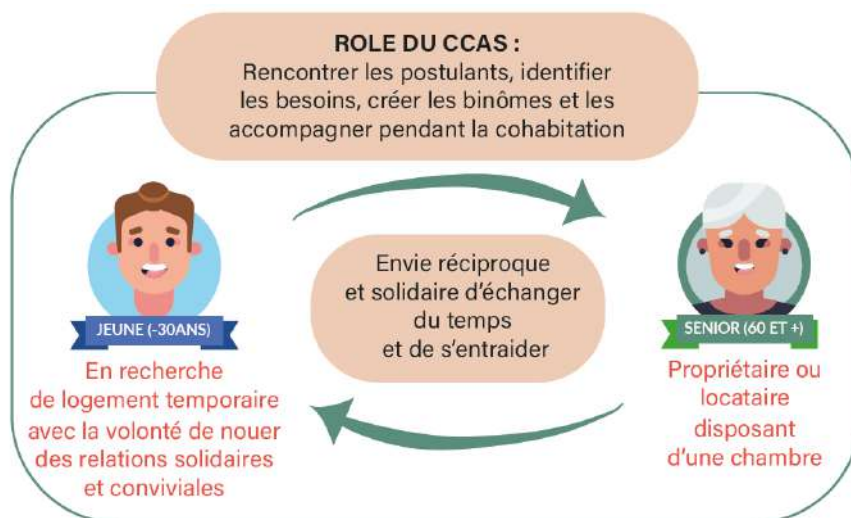 ROLE DU CCAS :
Rencontrer les postulants, identifier
les besoins, créer les binômes et les
accompagner pendant la cohabitation
Envie réciproque
et solidaire d'échanger
du temps
et de s'entraider
JEUNE (-30ANS)
En recherche
de logement temporaire
avec la volonté de nouer
des relations solidaires
et conviviales
SENIOR (60 ET +)
Propriétaire ou
locataire
disposant
d'une chambre